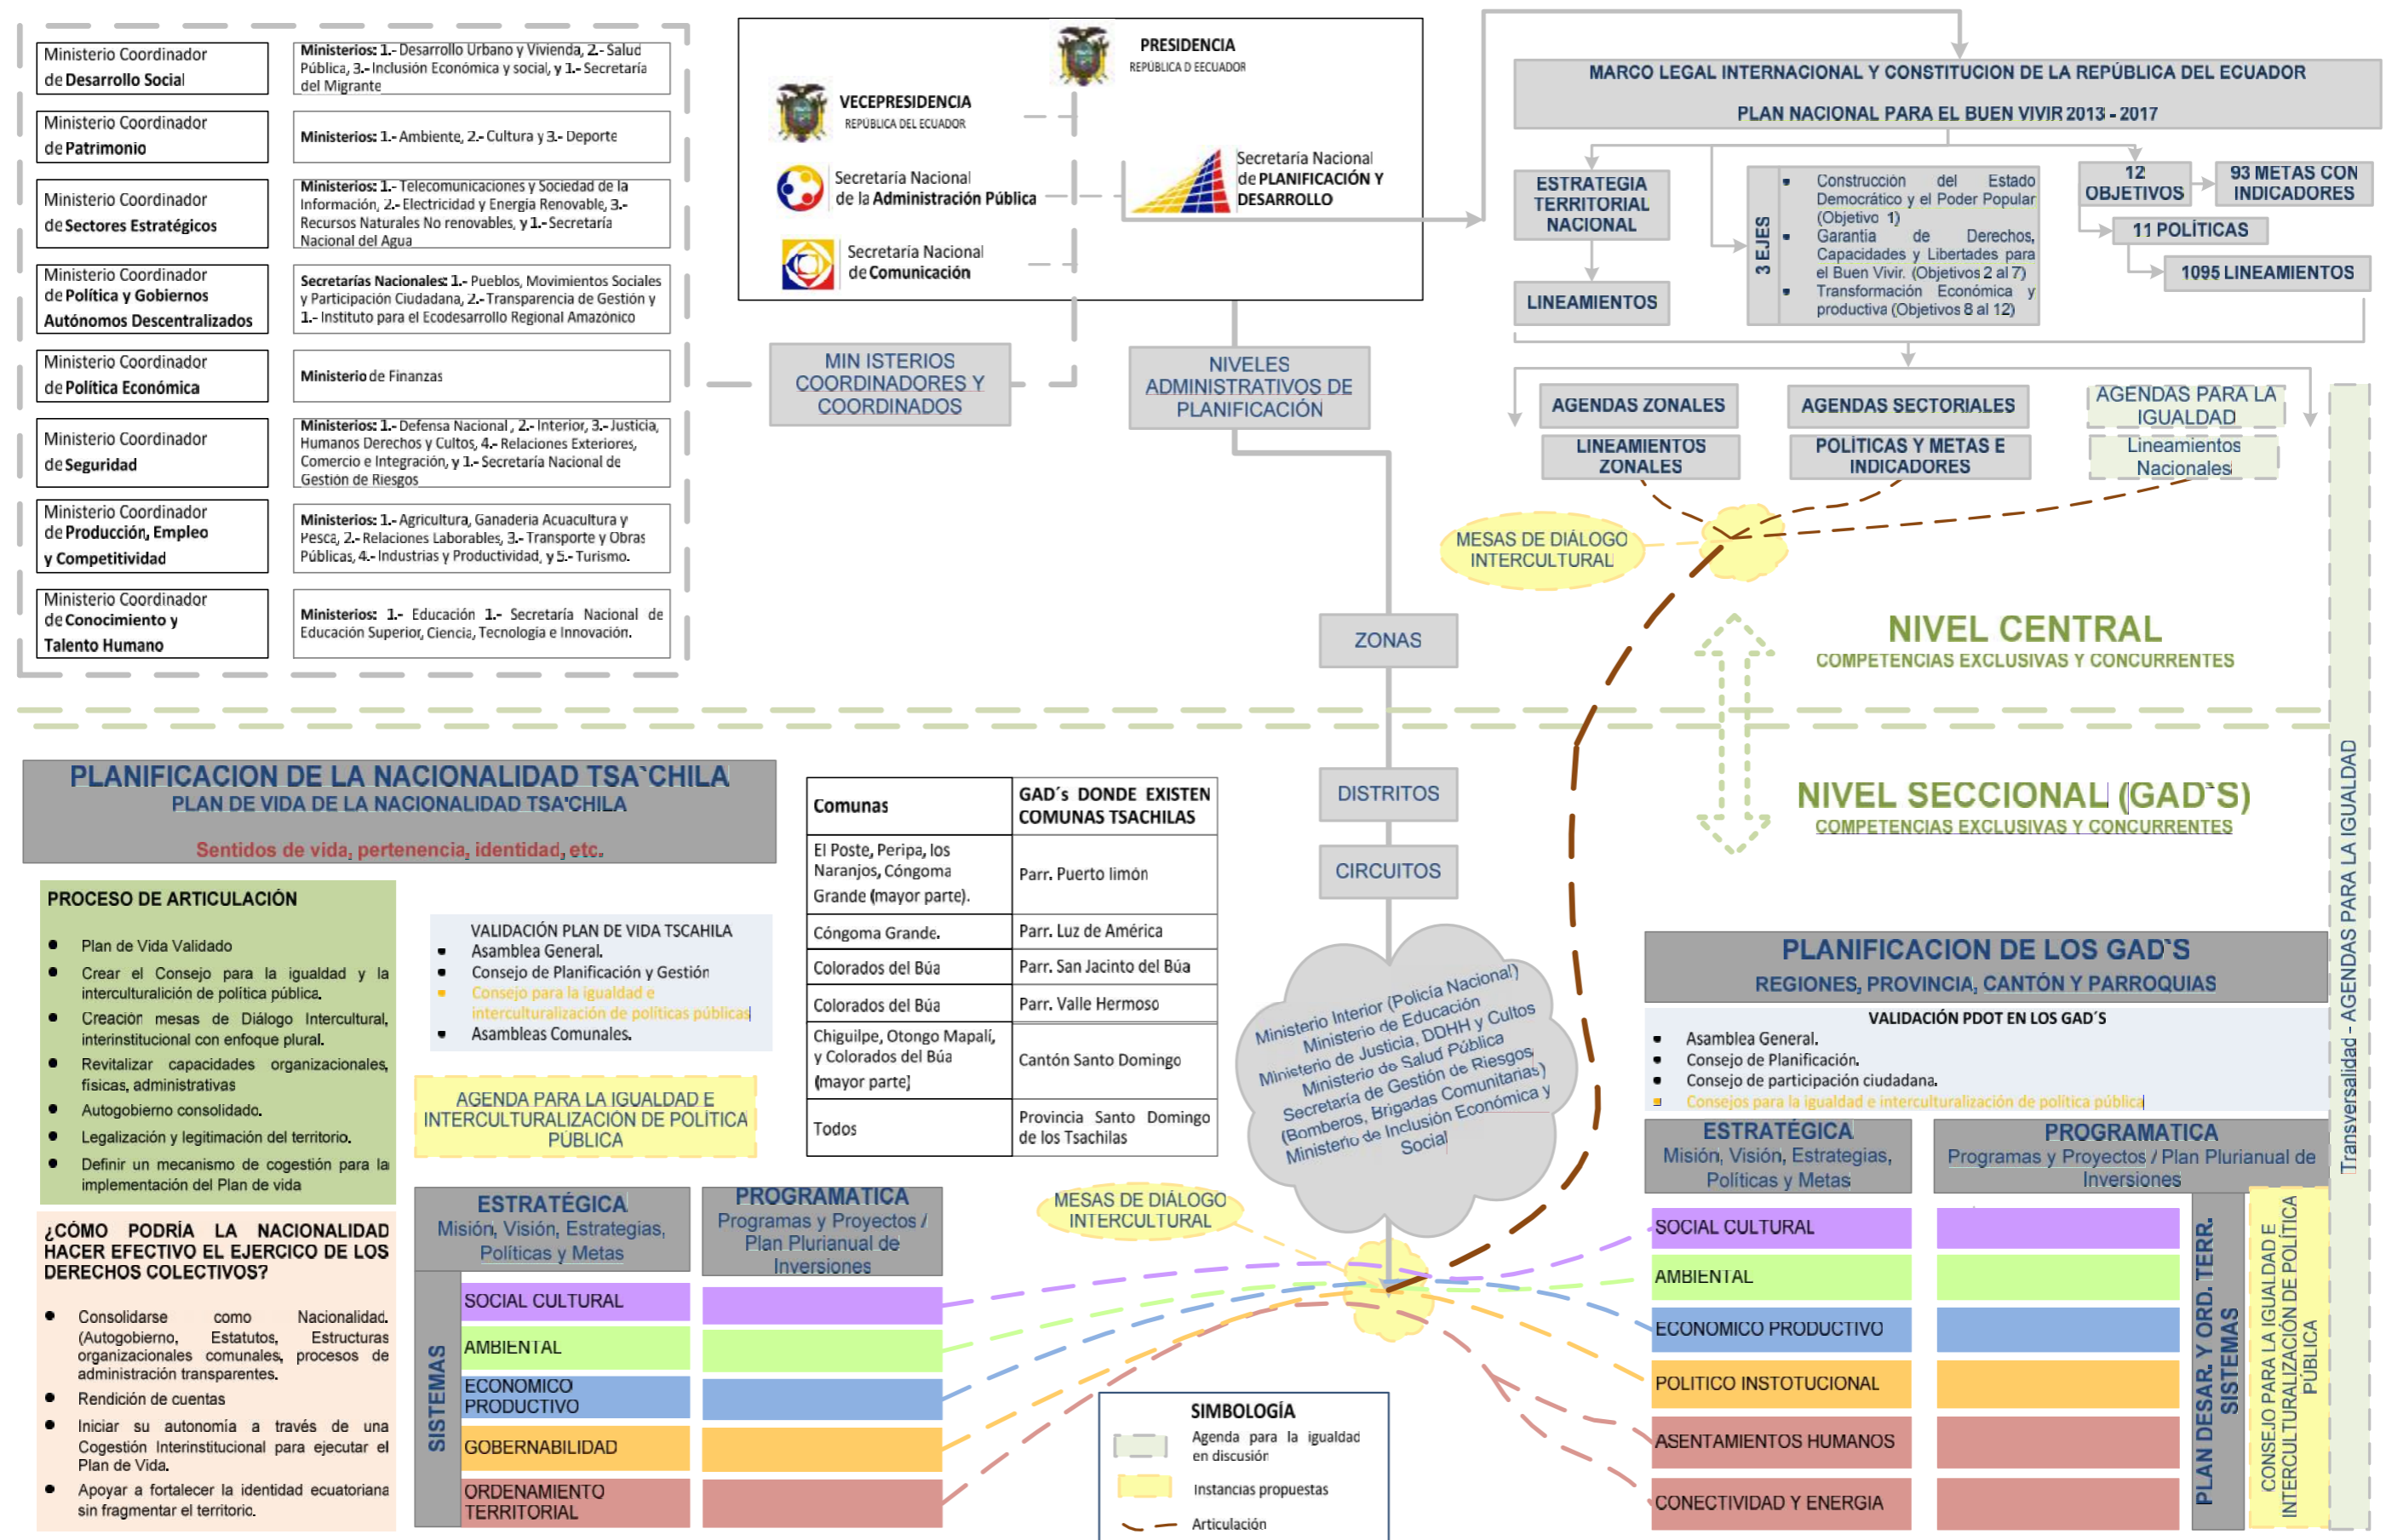 Ministerio Coordinador
de Desarrollo Social
Ministerios: 1.- Desarrollo Urbano y Vivienda, 2.- Salud
Pública, 3.- Inclusión Económica y social, y 1.- Secretaría
del Migrante
Ministerio Coordinador
de Patrimonio
Ministerios: 1.- Ambiente, 2.- Cultura y 3.- Deporte
Ministerio Coordinador
de Sectores Estratégicos
Ministerios: 1.- Telecomunicaciones y Sociedad de la
Información, 2.- Electricidad y Energia Renovable, 3.-
Recursos Naturales No renovables, y 1.- Secretaría
Nacional del Agua
Ministerio Coordinador
de Política y Gobiernos
Autónomos Descentralizados
Secretarías Nacionales: 1.- Pueblos, Movimientos Sociales
y Participación Ciudadana, 2.- Transparencia de Gestión y
1.- Instituto para el Ecodesarrollo Regional Amazónico
Ministerio Coordinador
de Política Económica
Ministerio de Finanzas
Ministerio Coordinador
de Seguridad
Ministerios: 1.- Defensa Nacional , 2.- Interior, 3.- Justicia,
Humanos Derechos y Cultos, 4.- Relaciones Exteriores,
Comercio e Integración, y 1.- Secretaría Nacional de
Gestión de Riesgos
Ministerio Coordinador
de Producción, Empleo
y Competitividad
Ministerios: 1.- Agricultura, Ganaderia Acuacultura y
Pesca, 2.- Relaciones Laborables, 3.- Transporte y Obras
Públicas, 4.- Industrias y Productividad, y 5.- Turismo.
Ministerio Coordinador
de Conocimiento y
Talento Humano
Ministerios: 1.- Educación 1.- Secretaría Nacional de
Educación Superior, Ciencia, Tecnologia e Innovación.
PRESIDENCIA
REPÚBLICA D EECUADOR
VECEPRESIDENCIA
REPÚBLICA DEL ECUADOR
Secretaría Nacional
de la Administración Pública
Secretaría Nacional
de PLANIFICACIÓN Y
DESARROLLO
Secretaría Nacional
de Comunicación
MIN ISTERIOS
COORDINADORES Y
COORDINADOS
NIVELES
ADMINISTRATIVOS DE
PLANIFICACIÓN
MARCO LEGAL INTERNACIONAL Y CONSTITUCION DE LA REPÚBLICA DEL ECUADOR
PLAN NACIONAL PARA EL BUEN VIVIR 2013 - 2017
ESTRATEGIA
TERRITORIAL
NACIONAL
LINEAMIENTOS
3 EJES
• Construcción del Estado
Democrático y el Poder Popular
(Objetivo 1)
• Garantia de Derechos,
Capacidades y Libertades para
el Buen Vivir. (Objetivos 2 al 7)
• Transformación Económica y
productiva (Objetivos 8 al 12)
12
OBJETIVOS
93 METAS CON
INDICADORES
11 POLÍTICAS
1095 LINEAMIENTOS
AGENDAS ZONALES
AGENDAS SECTORIALES
AGENDAS PARA LA
IGUALDAD
LINEAMIENTOS
ZONALES
POLÍTICAS Y METAS E
INDICADORES
Lineamientos
Nacionales
MESAS DE DIÁLOGO
INTERCULTURAL
ZONAS
NIVEL CENTRAL
COMPETENCIAS EXCLUSIVAS Y CONCURRENTES
DISTRITOS
NIVEL SECCIONAL (GAD`S)
COMPETENCIAS EXCLUSIVAS Y CONCURRENTES
CIRCUITOS
Transversalidad - AGENDAS PARA LA IGUALDAD
PLANIFICACION DE LA NACIONALIDAD TSA`CHILA
PLAN DE VIDA DE LA NACIONALIDAD TSA'CHILA
Sentidos de vida, pertenencia, identidad, etc.
PROCESO DE ARTICULACIÓN
• Plan de Vida Validado
• Crear el Consejo para la igualdad y la
interculturalición de política pública.
• Creación mesas de Diálogo Intercultural,
interinstitucional con enfoque plural.
• Revitalizar capacidades organizacionales,
físicas, administrativas
• Autogobierno consolidado.
• Legalización y legitimación del territorio.
• Definir un mecanismo de cogestión para la
implementación del Plan de vida
¿CÓMO PODRÍA LA NACIONALIDAD
HACER EFECTIVO EL EJERCICO DE LOS
DERECHOS COLECTIVOS?
• Consolidarse como Nacionalidad.
(Autogobierno, Estatutos, Estructuras
organizacionales comunales, procesos de
administración transparentes.
• Rendición de cuentas
• Iniciar su autonomía a través de una
Cogestión Interinstitucional para ejecutar el
Plan de Vida.
• Apoyar a fortalecer la identidad ecuatoriana
sin fragmentar el territorio.
VALIDACIÓN PLAN DE VIDA TSCAHILA
• Asamblea General.
• Consejo de Planificación y Gestión
• Consejo para la igualdad e
interculturalización de políticas públicas
• Asambleas Comunales.
AGENDA PARA LA IGUALDAD E
INTERCULTURALIZACIÓN DE POLÍTICA
PÚBLICA
Comunas
GAD´s DONDE EXISTEN
COMUNAS TSACHILAS
El Poste, Peripa, los
Naranjos, Cóngoma
Grande (mayor parte).
Parr. Puerto limón
Cóngoma Grande.
Parr. Luz de América
Colorados del Búa
Parr. San Jacinto del Búa
Colorados del Búa
Parr. Valle Hermoso
Chiguilpe, Otongo Mapalí,
y Colorados del Búa
(mayor parte)
Cantón Santo Domingo
Todos
Provincia Santo Domingo
de los Tsachilas
Ministerio Interior (Policía Nacional)
Ministerio de Educación
Ministerio de Justicia, DDHH y Cultos
Ministerio de Salud Pública
Secretaría de Gestión de Riesgos
(Bomberos, Brigadas Comunitarias)
Ministerio de Inclusión Económica y
Social
ESTRATÉGICA
Misión, Visión, Estrategias,
Políticas y Metas
PROGRAMATICA
Programas y Proyectos /
Plan Plurianual de
Inversiones
SISTEMAS
SOCIAL CULTURAL
AMBIENTAL
ECONOMICO
PRODUCTIVO
GOBERNABILIDAD
ORDENAMIENTO
TERRITORIAL
MESAS DE DIÁLOGO
INTERCULTURAL
SIMBOLOGÍA
Agenda para la igualdad
en discusión
Instancias propuestas
Articulación
PLANIFICACION DE LOS GAD`S
REGIONES, PROVINCIA, CANTÓN Y PARROQUIAS
VALIDACIÓN PDOT EN LOS GAD´S
• Asamblea General.
• Consejo de Planificación.
• Consejo de participación ciudadana.
• Consejos para la igualdad e interculturalización de política pública
ESTRATÉGICA
Misión, Visión, Estrategias,
Políticas y Metas
PROGRAMATICA
Programas y Proyectos / Plan Plurianual de
Inversiones
SOCIAL CULTURAL
AMBIENTAL
ECONOMICO PRODUCTIVO
POLITICO INSTOTUCIONAL
ASENTAMIENTOS HUMANOS
CONECTIVIDAD Y ENERGIA
PLAN DESAR. Y ORD. TERR.
SISTEMAS
CONSEJO PARA LA IGUALDAD E
INTERCULTURALIZACIÓN DE POLÍTICA
PÚBLICA